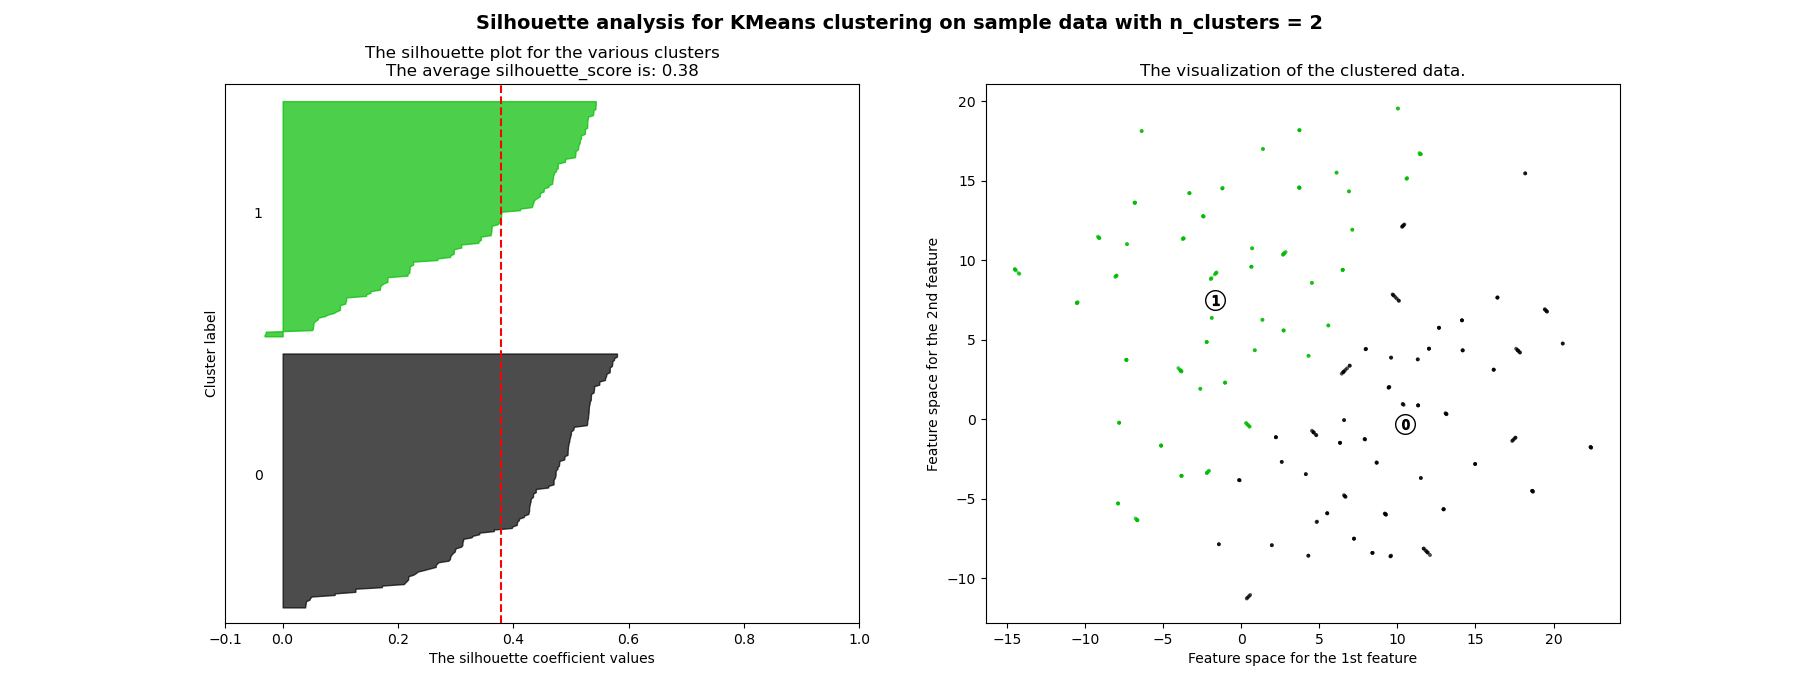 Silhouette analysis for KMeans clustering on sample data with n_clusters = 2
The silhouette plot for the various clusters
The average silhouette_score is: 0.38
Cluster label
1
0
−0.1 0.0 0.2 0.4 0.6 0.8 1.0
The silhouette coefficient values
The visualization of the clustered data.
Feature space for the 2nd feature
20
15
10
5
0
−5
−10
1
0
−15 −10 −5 0 5 10 15 20
Feature space for the 1st feature